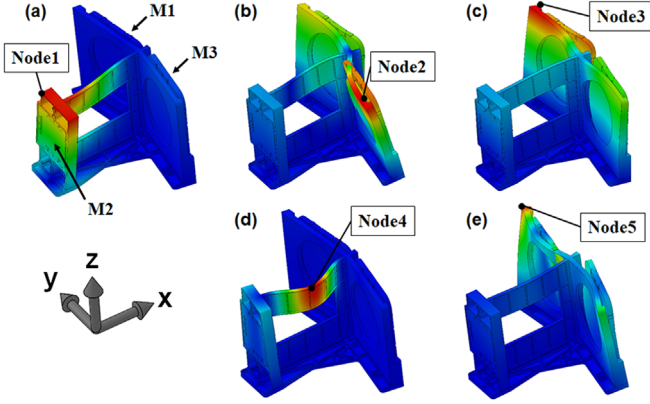 (a)
M1
(b)
(c)
Node3
Node1
M3
Node2
M2
(d)
Node4
(e)
Node5
z
y
x